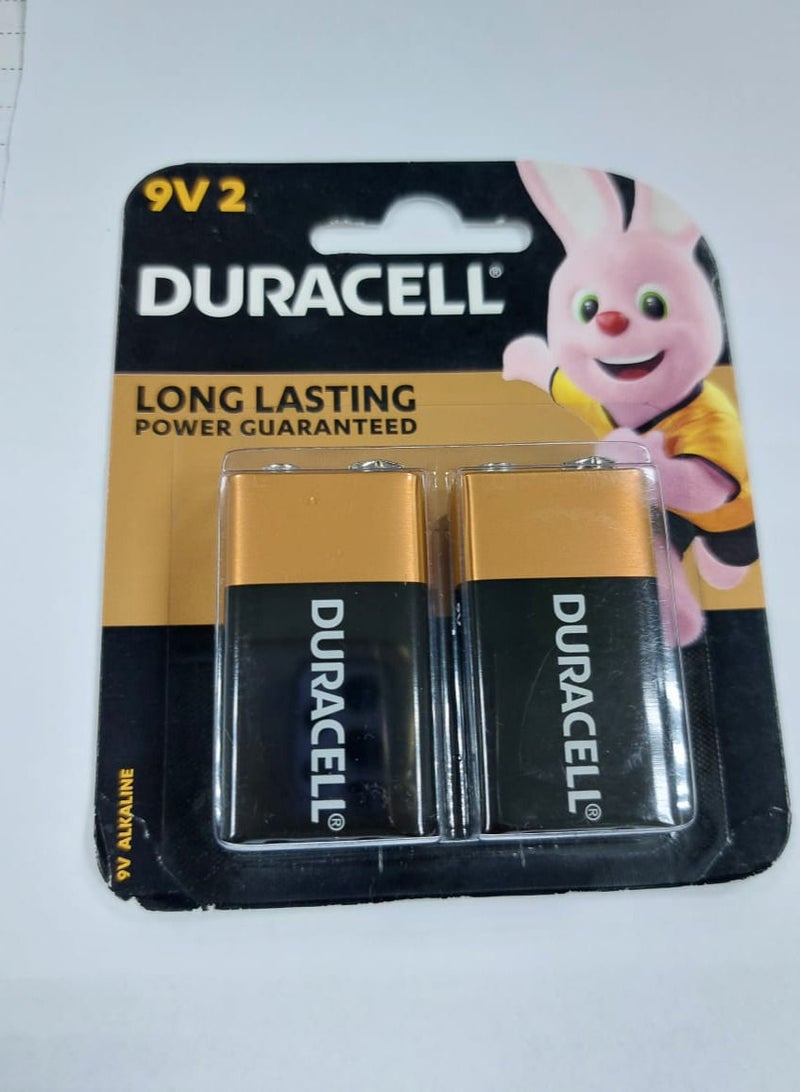 9V 2
DURACELL®
LONG LASTING
POWER GUARANTEED
DURACELL®
DURACELL®
9V ALKALINE